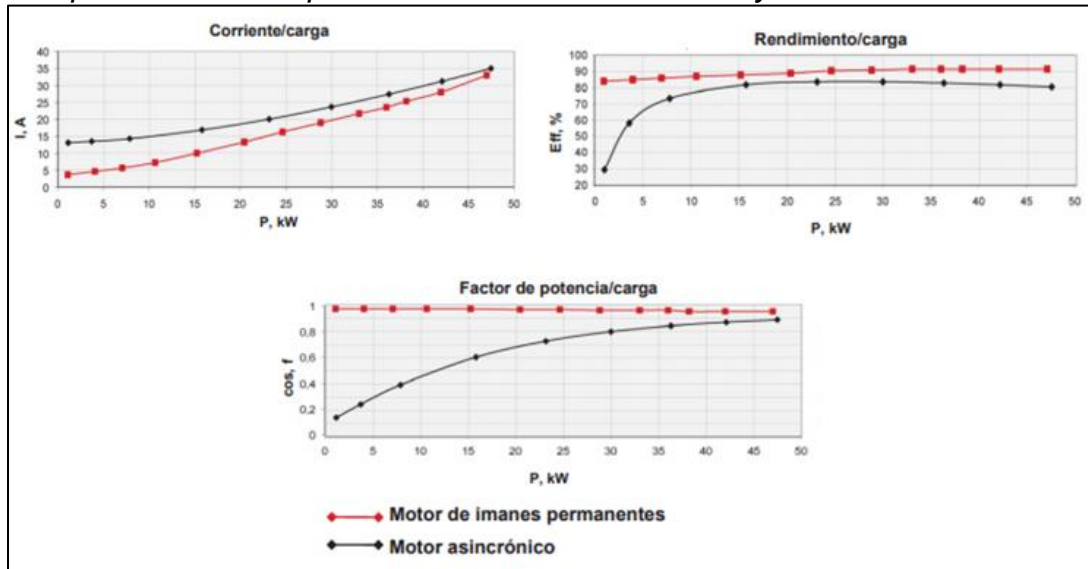 Corriente/carga
40
35
30
25
20
15
10
5
0
I, A
0 5 10 15 20 25 30 35 40 45 50
P, kW
Rendimiento/carga
100
90
80
70
60
50
40
30
20
Eff, %
0 5 10 15 20 25 30 35 40 45 50
P, kW
Factor de potencia/carga
1
0,8
0,6
0,4
0,2
0
cos, f
0 5 10 15 20 25 30 35 40 45 50
P, kW
Motor de imanes permanentes
Motor asincrónico